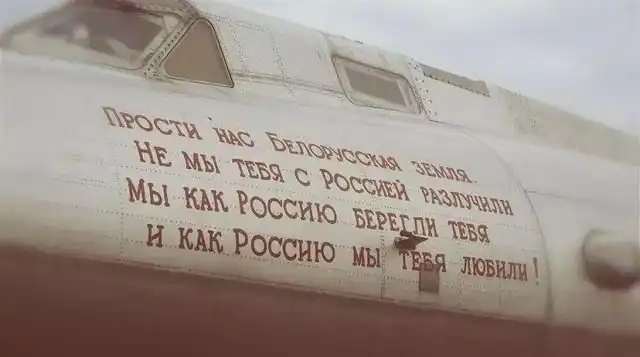 Прости нас Белорусская земля
Не мы тебя с Россией разлучили
Мы как Россию берегли тебя
И как Россию мы тебя любили!